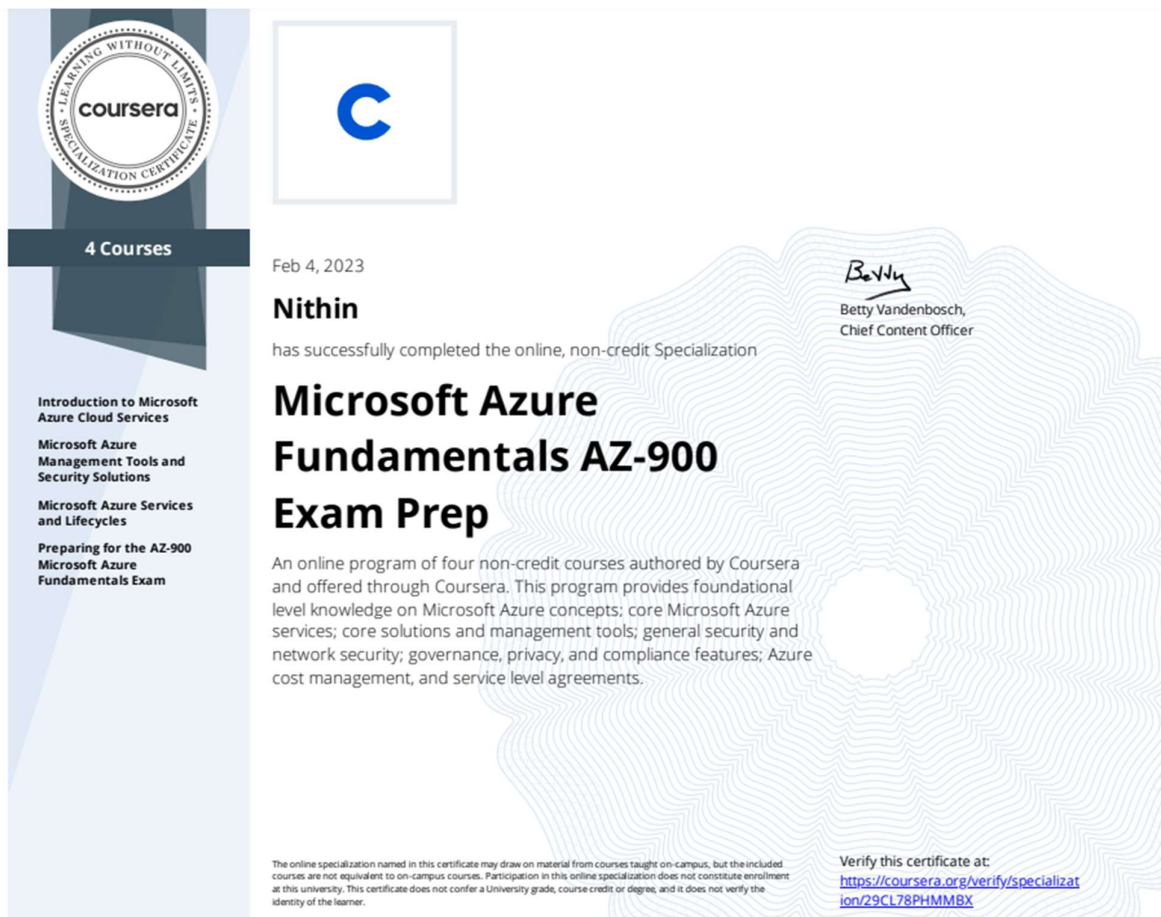 LEARNING WITHOUT LIMITS
coursera
SPECIALIZATION CERTIFICATE
4 Courses
Introduction to Microsoft
Azure Cloud Services
Microsoft Azure
Management Tools and
Security Solutions
Microsoft Azure Services
and Lifecycles
Preparing for the AZ-900
Microsoft Azure
Fundamentals Exam
C
Feb 4, 2023
Nithin
has successfully completed the online, non-credit Specialization
Microsoft Azure
Fundamentals AZ-900
Exam Prep
An online program of four non-credit courses authored by Coursera
and offered through Coursera. This program provides foundational
level knowledge on Microsoft Azure concepts; core Microsoft Azure
services; core solutions and management tools; general security and
network security; governance, privacy, and compliance features; Azure
cost management, and service level agreements.
Betty
Betty Vandenbosch,
Chief Content Officer
The online specialization named in this certificate may draw on material from courses taught on-campus, but the included
courses are not equivalent to on-campus courses. Participation in this online specialization does not constitute enrollment
at this university. This certificate does not confer a University grade, course credit or degree, and it does not verify the
identity of the learner.
Verify this certificate at:
https://coursera.org/verify/specializat
ion/29CL78PHMMBX